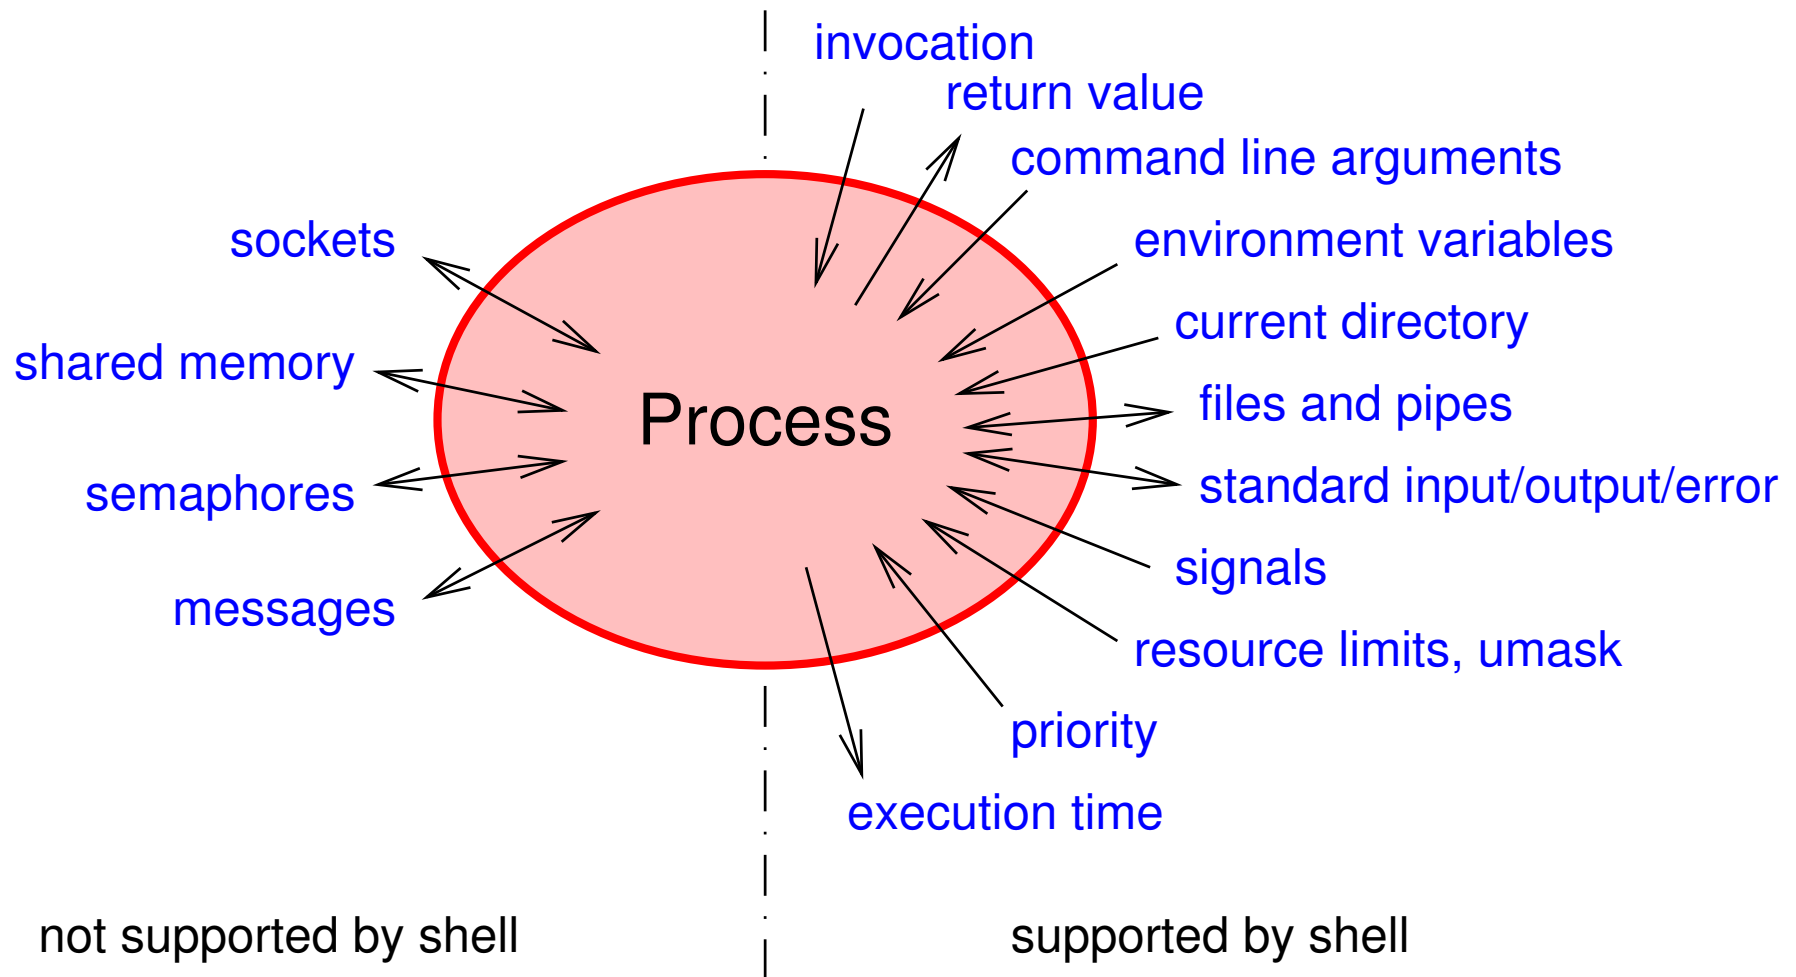 invocation
return value
command line arguments
sockets
environment variables
current directory
shared memory
files and pipes
Process
standard input/output/error
semaphores
signals
messages
resource limits, umask
priority
execution time
not supported by shell
supported by shell